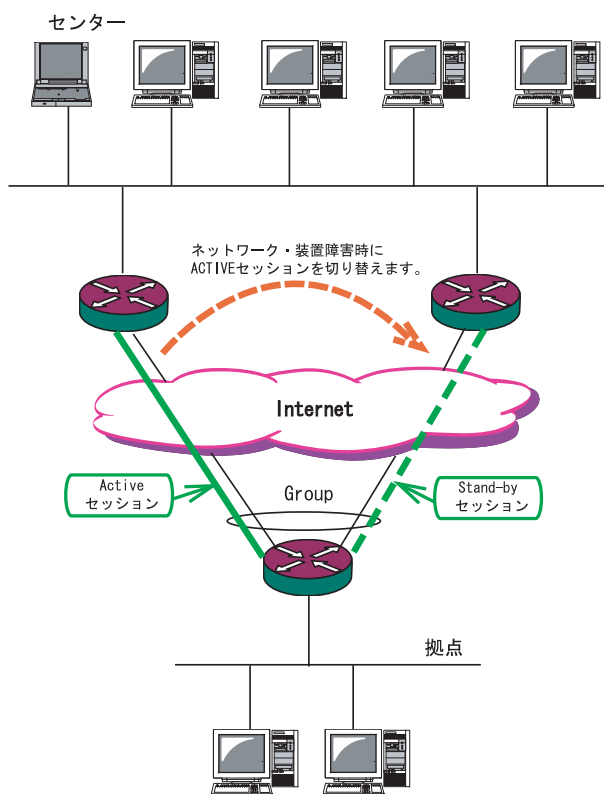 センター
ネットワーク・装置障害時に
ACTIVEセッションを切り替えます。
Internet
Active
セッション
Group
Stand-by
セッション
拠点